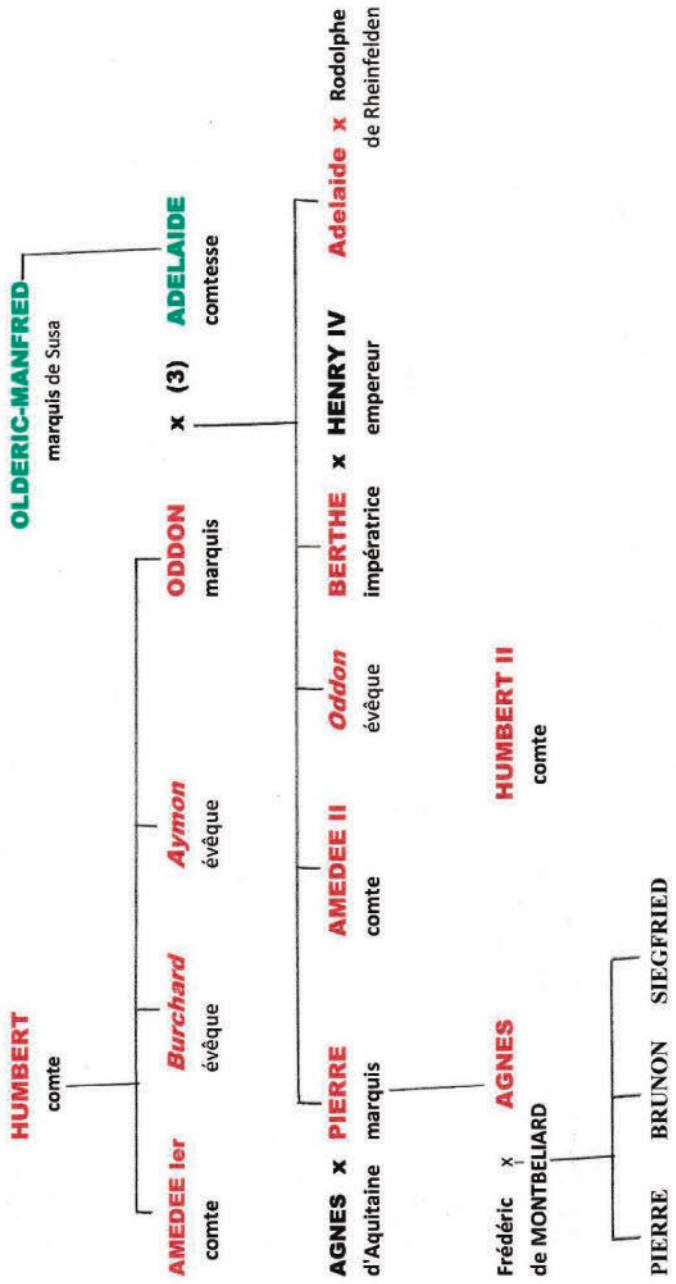 HUMBERT
comte
OLDERIC-MANFRED
marquis de Susa
AMEDEE Ier
comte
Burchard
évêque
Aymon
évêque
ODDON
marquis
x (3)
ADELAIDE
comtesse
AGNES x PIERRE
d'Aquitaine marquis
AMEDEE II
comte
Oddon
évêque
BERTHE x HENRY IV
impératrice empereur
Adelaide x Rodolphe
de Rheinfelden
Frédéric x AGNES
de MONTBELIARD
HUMBERT II
comte
PIERRE BRUNON SIEGFRIED